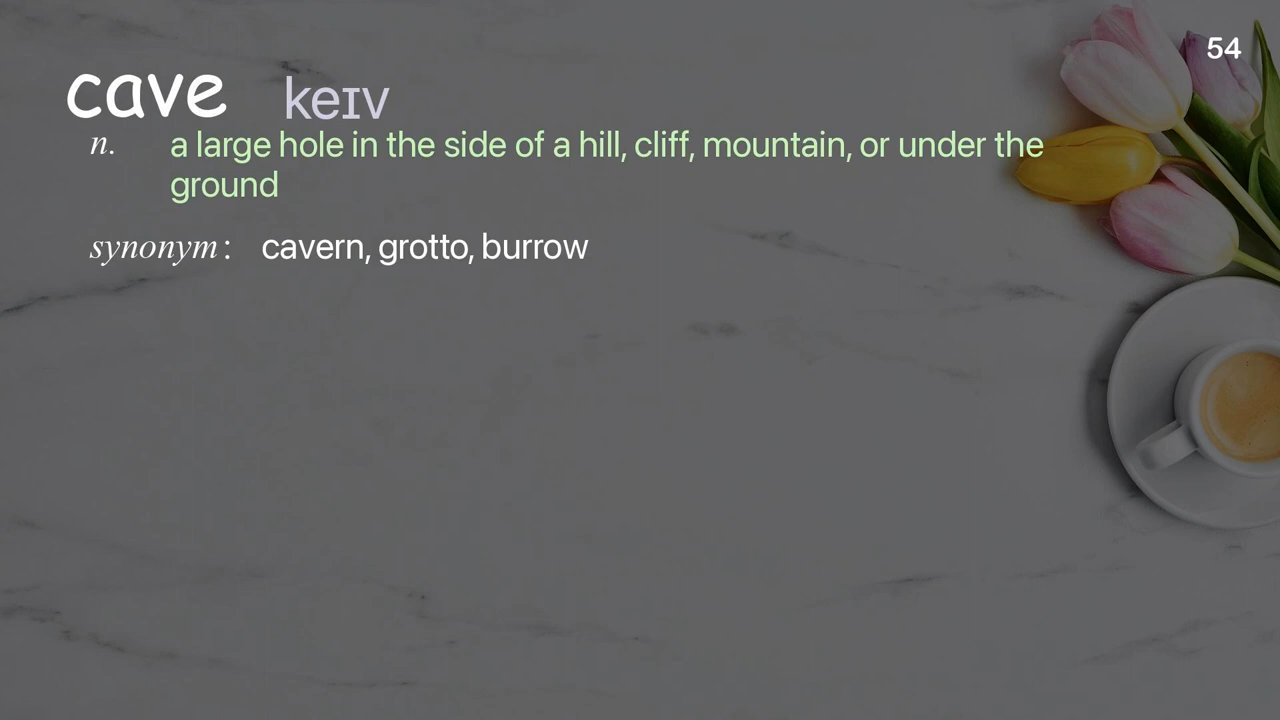 54
cave keɪv
n. a large hole in the side of a hill, cliff, mountain, or under the
ground
synonym: cavern, grotto, burrow